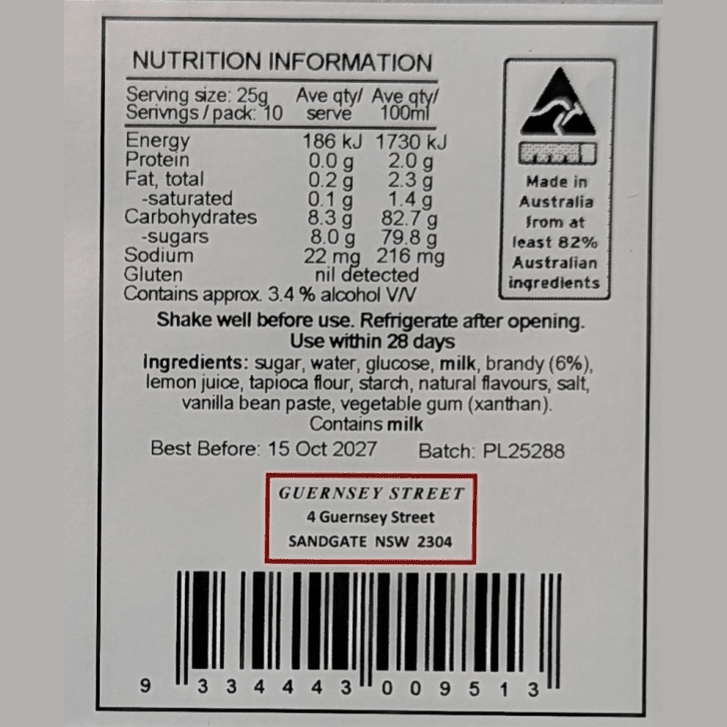 NUTRITION INFORMATION
Serving size: 25g Ave qty/ Ave qty/
Serivngs / pack: 10 serve 100ml
Energy 186 kJ 1730 kJ
Protein 0.0 g 2.0 g
Fat, total 0.2 g 2.3 g
-saturated 0.1 g 1.4 g
Carbohydrates 8.3 g 82.7 g
-sugars 8.0 g 79.8 g
Sodium 22 mg 216 mg
Gluten nil detected
Contains approx. 3.4 % alcohol V/V
Made in
Australia
from at
least 82%
Australian
ingredients
Shake well before use. Refrigerate after opening.
Use within 28 days
Ingredients: sugar, water, glucose, milk, brandy (6%),
lemon juice, tapioca flour, starch, natural flavours, salt,
vanilla bean paste, vegetable gum (xanthan).
Contains milk
Best Before: 15 Oct 2027 Batch: PL25288
GUERNSEY STREET
4 Guernsey Street
SANDGATE NSW 2304
9 334443 009513